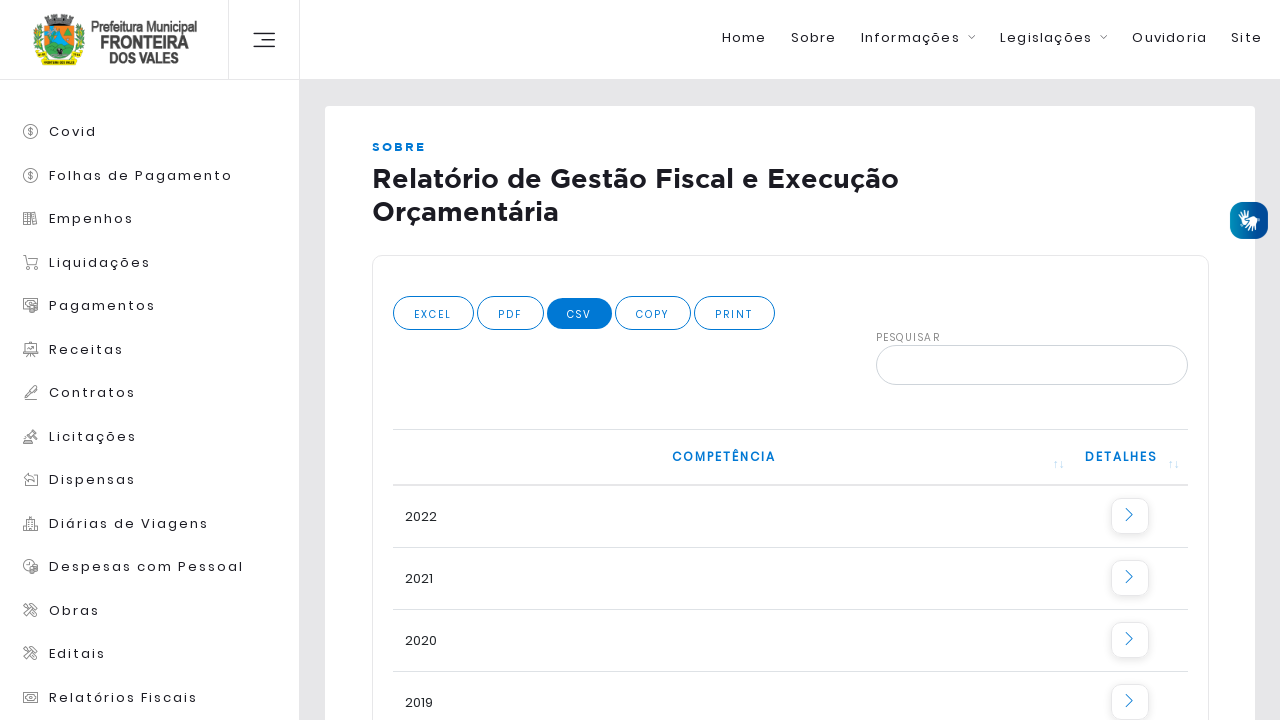 Prefeitura Municipal
FRONTEIRA
DOS VALES
Home
Sobre
Informações
Legislações
Ouvidoria
Site
Covid
Folhas de Pagamento
Empenhos
Liquidações
Pagamentos
Receitas
Contratos
Licitações
Dispensas
Diárias de Viagens
Despesas com Pessoal
Obras
Editais
Relatórios Fiscais
SOBRE
Relatório de Gestão Fiscal e Execução
Orçamentária
EXCEL
PDF
CSV
COPY
PRINT
PESQUISAR
COMPETÊNCIA
DETALHES
2022
2021
2020
2019